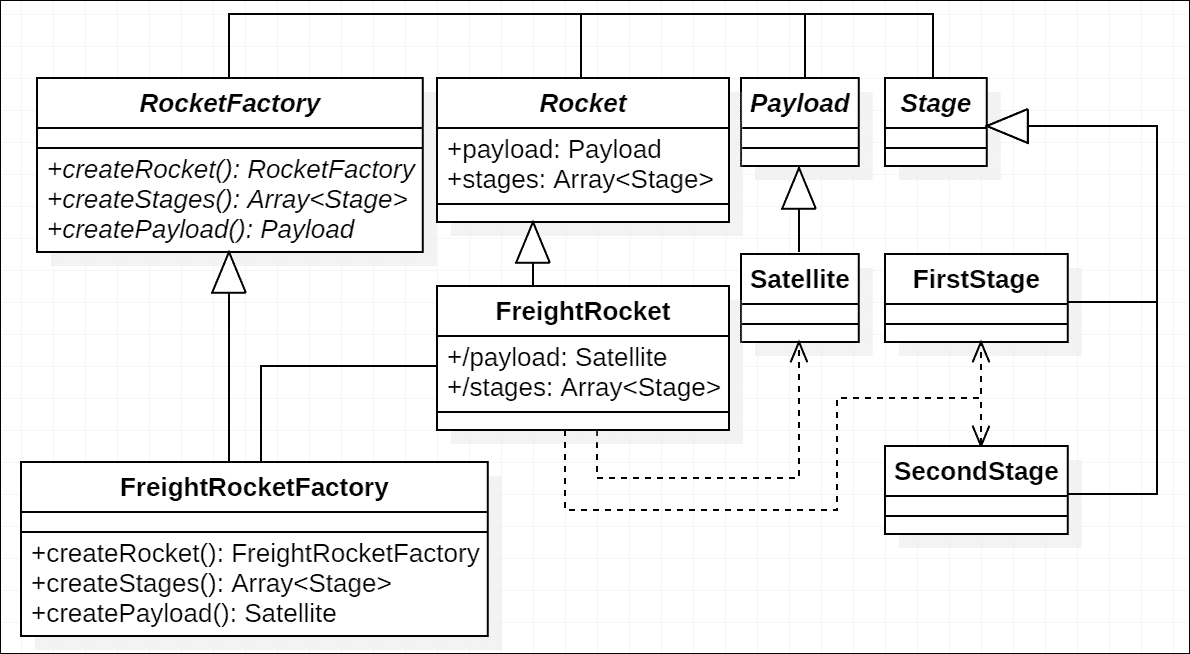 RocketFactory
+createRocket(): RocketFactory
+createStages(): Array<Stage>
+createPayload(): Payload
Rocket
+payload: Payload
+stages: Array<Stage>
Payload
Stage
FreightRocket
+/payload: Satellite
+/stages: Array<Stage>
Satellite
FirstStage
FreightRocketFactory
+createRocket(): FreightRocketFactory
+createStages(): Array<Stage>
+createPayload(): Satellite
SecondStage